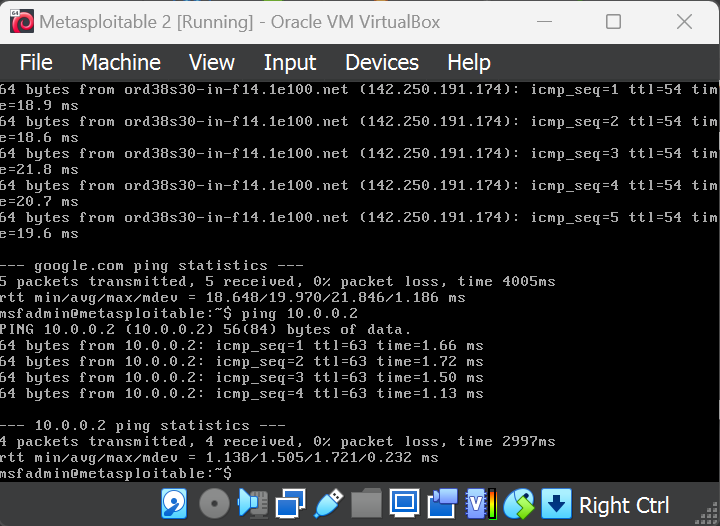 Metasploitable 2 [Running] - Oracle VM VirtualBox
File Machine View Input Devices Help
64 bytes from ord38s30-in-f14.1e100.net (142.250.191.174): icmp_seq=1 ttl=54 tim
e=18.9 ms
64 bytes from ord38s30-in-f14.1e100.net (142.250.191.174): icmp_seq=2 ttl=54 tim
e=18.6 ms
64 bytes from ord38s30-in-f14.1e100.net (142.250.191.174): icmp_seq=3 ttl=54 tim
e=21.8 ms
64 bytes from ord38s30-in-f14.1e100.net (142.250.191.174): icmp_seq=4 ttl=54 tim
e=20.7 ms
64 bytes from ord38s30-in-f14.1e100.net (142.250.191.174): icmp_seq=5 ttl=54 tim
e=19.6 ms
--- google.com ping statistics ---
5 packets transmitted, 5 received, 0% packet loss, time 4005ms
rtt min/avg/max/mdev = 18.648/19.970/21.846/1.186 ms
msfadmin@metasploitable:~$ ping 10.0.0.2
PING 10.0.0.2 (10.0.0.2) 56(84) bytes of data.
64 bytes from 10.0.0.2: icmp_seq=1 ttl=63 time=1.66 ms
64 bytes from 10.0.0.2: icmp_seq=2 ttl=63 time=1.72 ms
64 bytes from 10.0.0.2: icmp_seq=3 ttl=63 time=1.50 ms
64 bytes from 10.0.0.2: icmp_seq=4 ttl=63 time=1.13 ms
--- 10.0.0.2 ping statistics ---
4 packets transmitted, 4 received, 0% packet loss, time 2997ms
rtt min/avg/max/mdev = 1.138/1.505/1.721/0.232 ms
msfadmin@metasploitable:~$
Right Ctrl